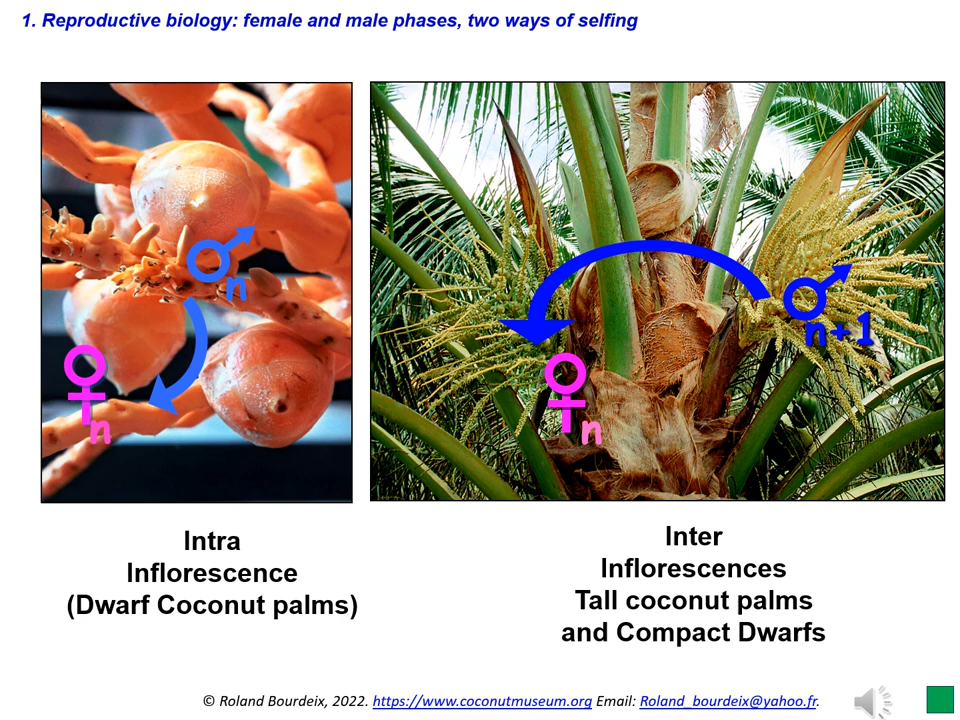 1. Reproductive biology: female and male phases, two ways of selfing
n
n
n+1
n
Intra
Inflorescence
(Dwarf Coconut palms)
Inter
Inflorescences
Tall coconut palms
and Compact Dwarfs
© Roland Bourdeix, 2022. https://www.coconutmuseum.org Email: Roland_bourdeix@yahoo.fr.